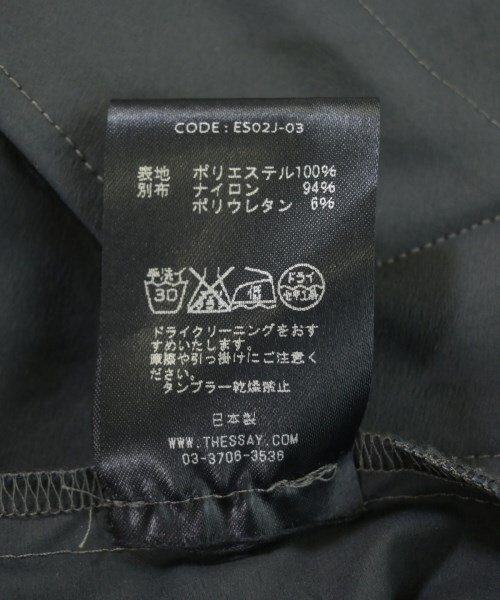 CODE : ES02J-03
表地 ポリエステル100%
別布 ナイロン 94%
ポリウレタン 6%
手洗イ 30 低 ドライ セキユ系
ドライクリーニングをおす
すめいたします。
摩擦や引っ掛けにご注意く
ださい。
タンブラー乾燥禁止
日本製
WWW.THESSAY.COM
03-3706-3536